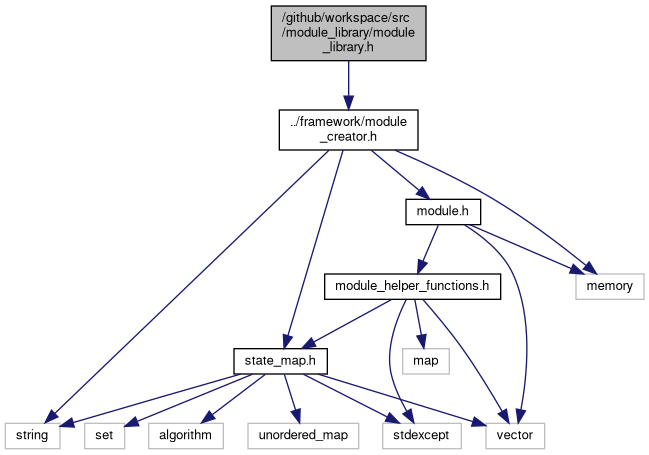 /github/workspace/src
/module_library/module
_library.h
../framework/module
_creator.h
module.h
memory
module_helper_functions.h
state_map.h
map
string
set
algorithm
unordered_map
stdexcept
vector